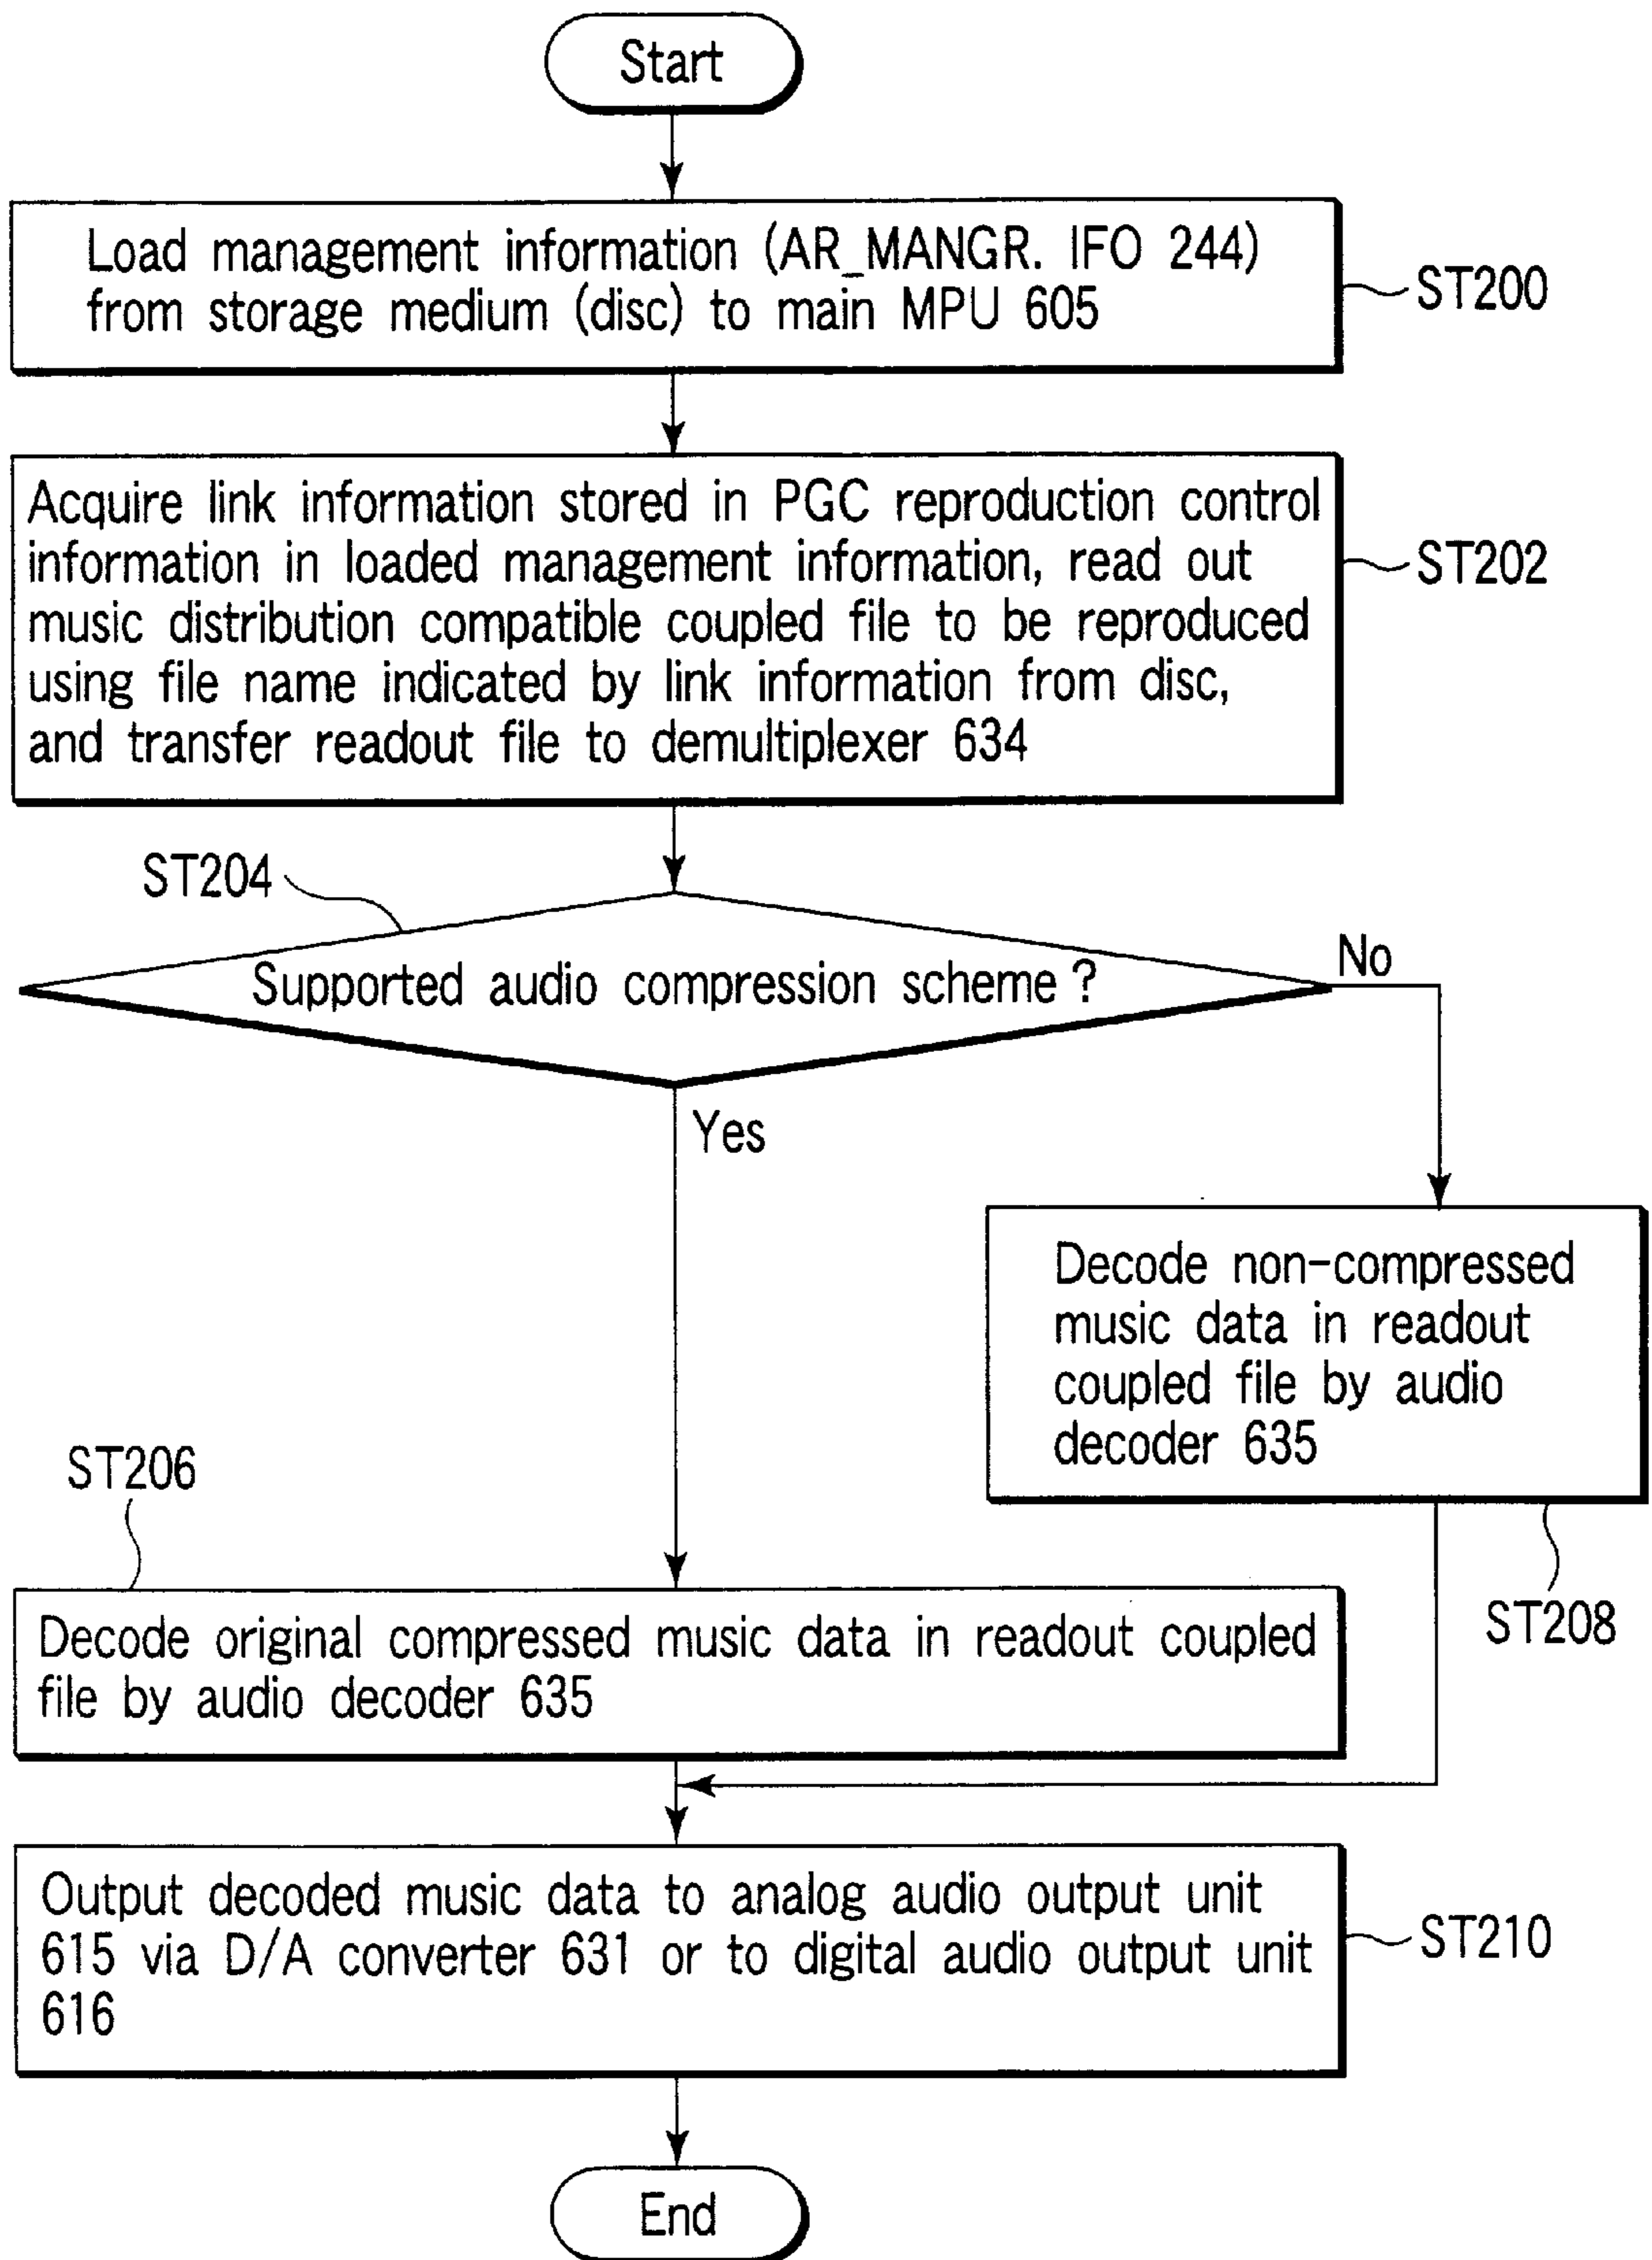 Start
Load management information (AR_MANGR. IFO 244)
from storage medium (disc) to main MPU 605
ST200
Acquire link information stored in PGC reproduction control
information in loaded management information, read out
music distribution compatible coupled file to be reproduced
using file name indicated by link information from disc,
and transfer readout file to demultiplexer 634
ST202
ST204
Supported audio compression scheme ?
No
Yes
Decode non-compressed
music data in readout
coupled file by audio
decoder 635
ST208
ST206
Decode original compressed music data in readout coupled
file by audio decoder 635
Output decoded music data to analog audio output unit
615 via D/A converter 631 or to digital audio output unit
616
ST210
End